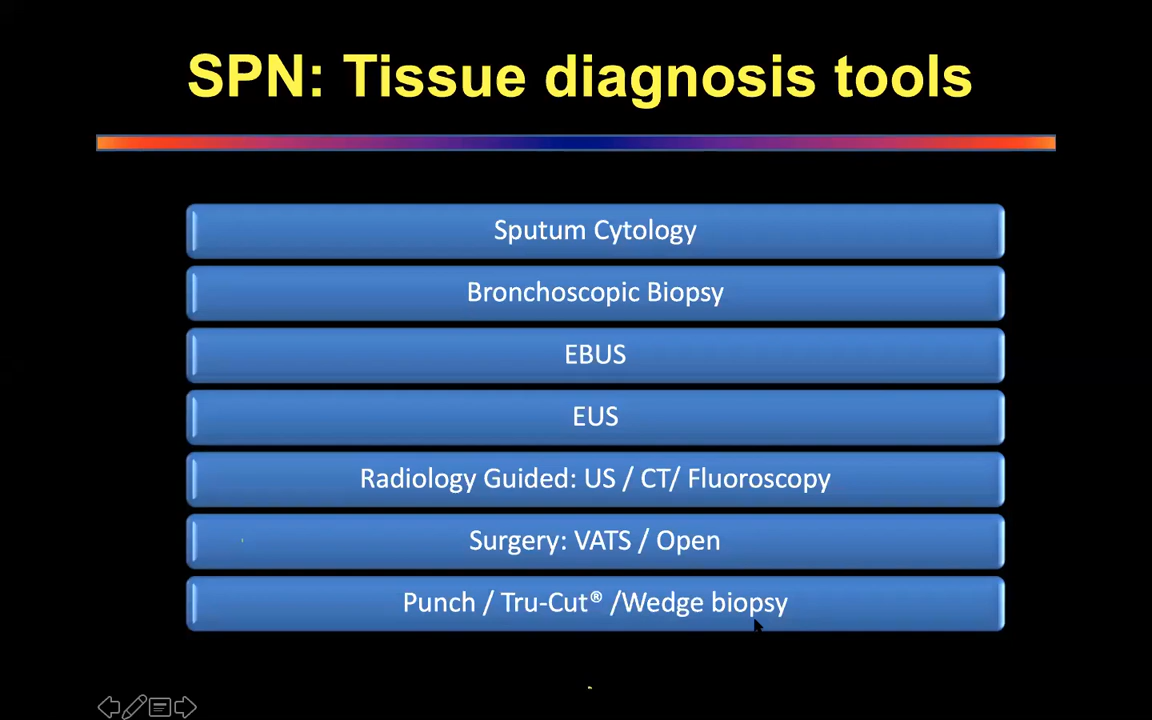 SPN: Tissue diagnosis tools
Sputum Cytology
Bronchoscopic Biopsy
EBUS
EUS
Radiology Guided: US / CT/ Fluoroscopy
Surgery: VATS / Open
Punch / Tru-Cut® /Wedge biopsy